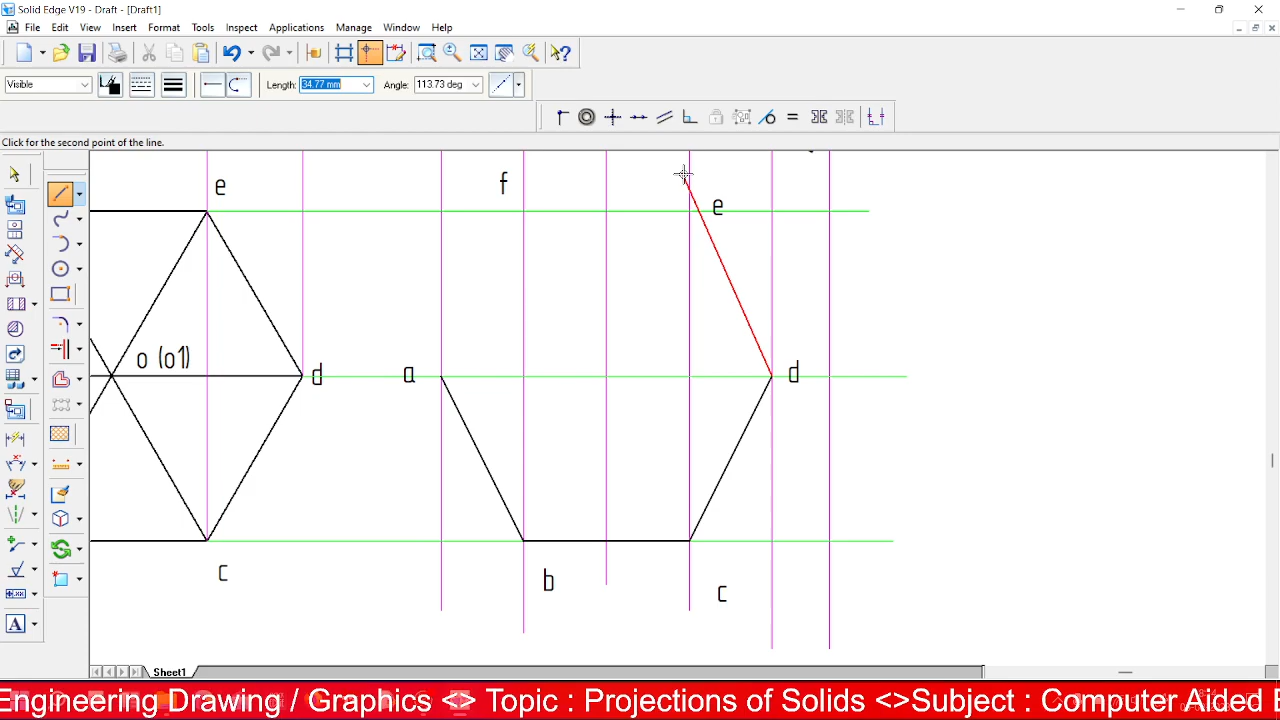 Solid Edge V19 - Draft - [Draft1]
File Edit View Insert Format Tools Inspect Applications Manage Window Help
Visible Length: 34.77 mm Angle: 113.73 deg
Click for the second point of the line.
e f e
o (o1) d a d
c b c
A
Sheet1
Engineering Drawing / Graphics <> Topic : Projections of Solids <>Subject : Computer Aided